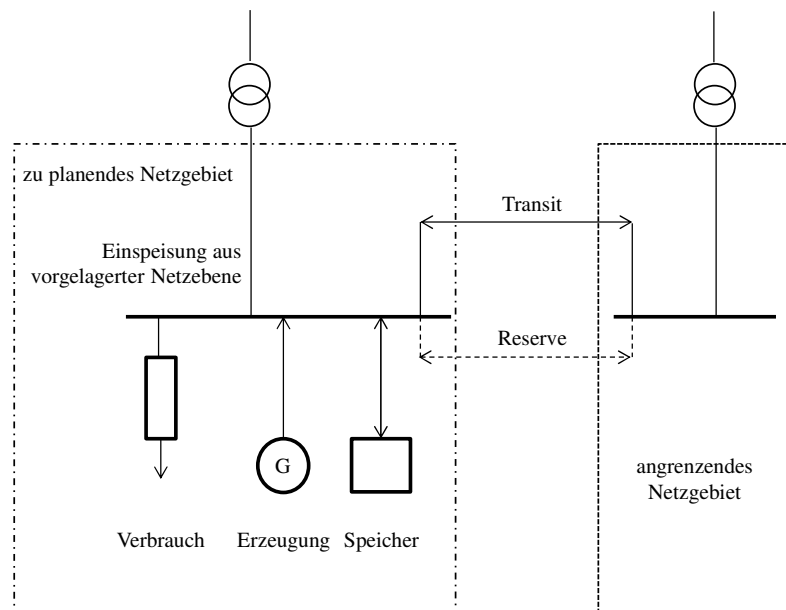 zu planendes Netzgebiet
Transit
Einspeisung aus
vorgelagerter Netzebene
Reserve
G
angrenzendes
Netzgebiet
Verbrauch
Erzeugung
Speicher